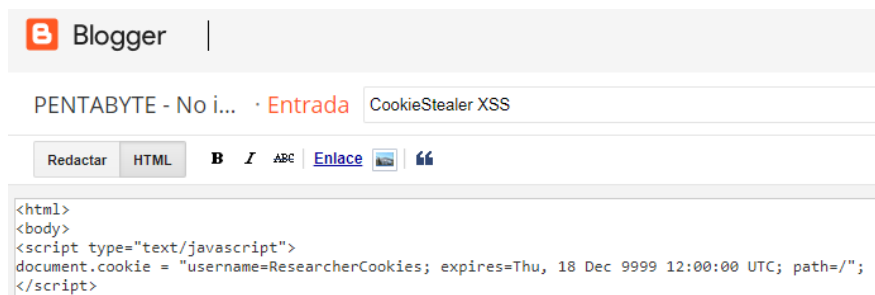 Blogger
PENTABYTE - No i... · Entrada CookieStealer XSS
Redactar HTML B I ABC Enlace
<html>
<body>
<script type="text/javascript">
document.cookie = "username=ResearcherCookies; expires=Thu, 18 Dec 9999 12:00:00 UTC; path=/";
</script>